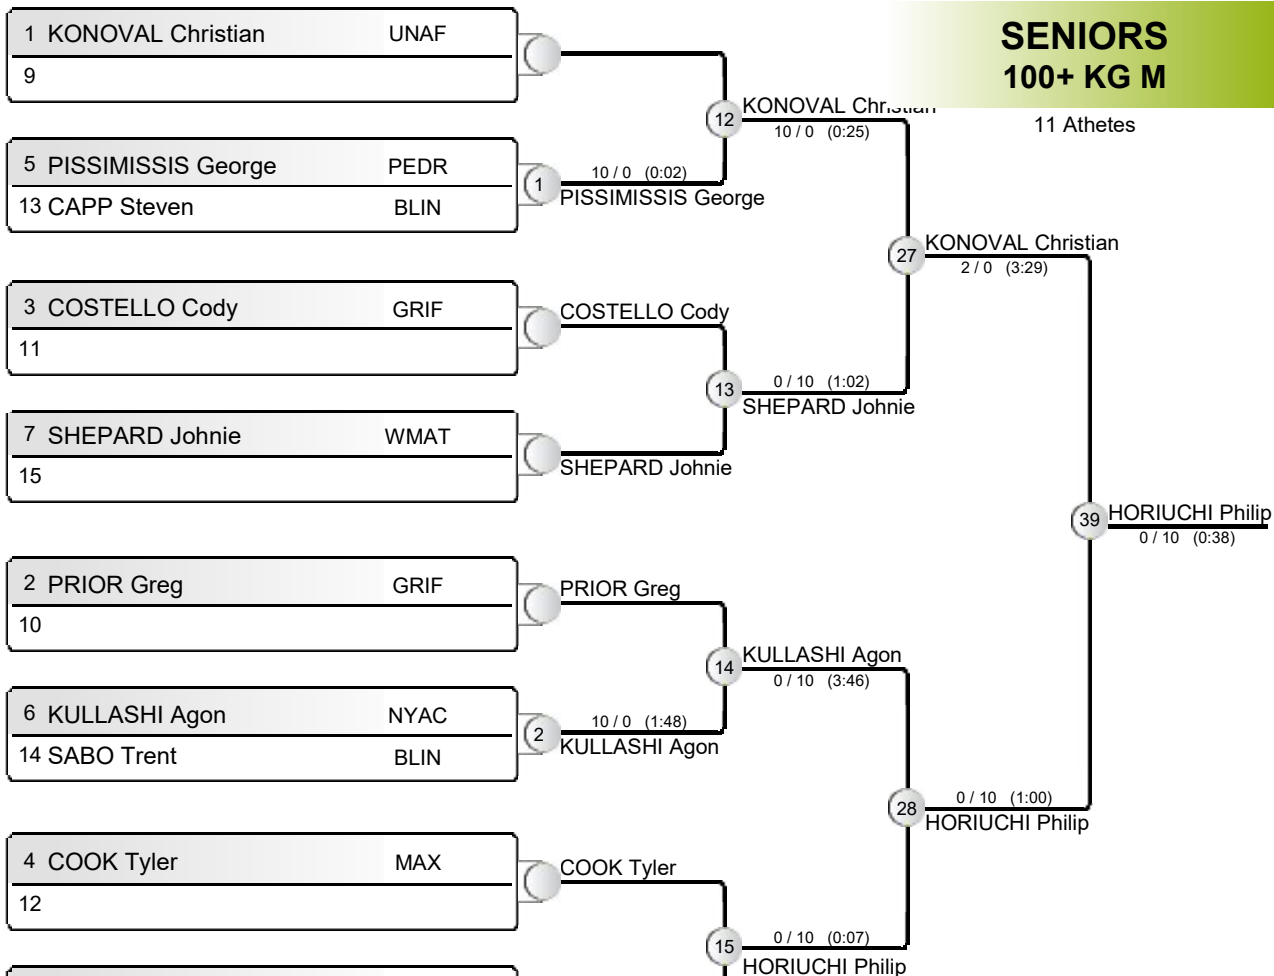 SENIORS
100+ KG M
11 Athetes
1 KONOVAL Christian UNAF
9
5 PISSIMISSIS George PEDR
13 CAPP Steven BLIN
1
10 / 0 (0:02)
PISSIMISSIS George
12
KONOVAL Christian
10 / 0 (0:25)
3 COSTELLO Cody GRIF
11
COSTELLO Cody
7 SHEPARD Johnie WMAT
15
SHEPARD Johnie
13
0 / 10 (1:02)
SHEPARD Johnie
27
KONOVAL Christian
2 / 0 (3:29)
2 PRIOR Greg GRIF
10
PRIOR Greg
6 KULLASHI Agon NYAC
14 SABO Trent BLIN
2
10 / 0 (1:48)
KULLASHI Agon
14
KULLASHI Agon
0 / 10 (3:46)
4 COOK Tyler MAX
12
COOK Tyler
15
0 / 10 (0:07)
HORIUCHI Philip
28
0 / 10 (1:00)
HORIUCHI Philip
39
HORIUCHI Philip
0 / 10 (0:38)